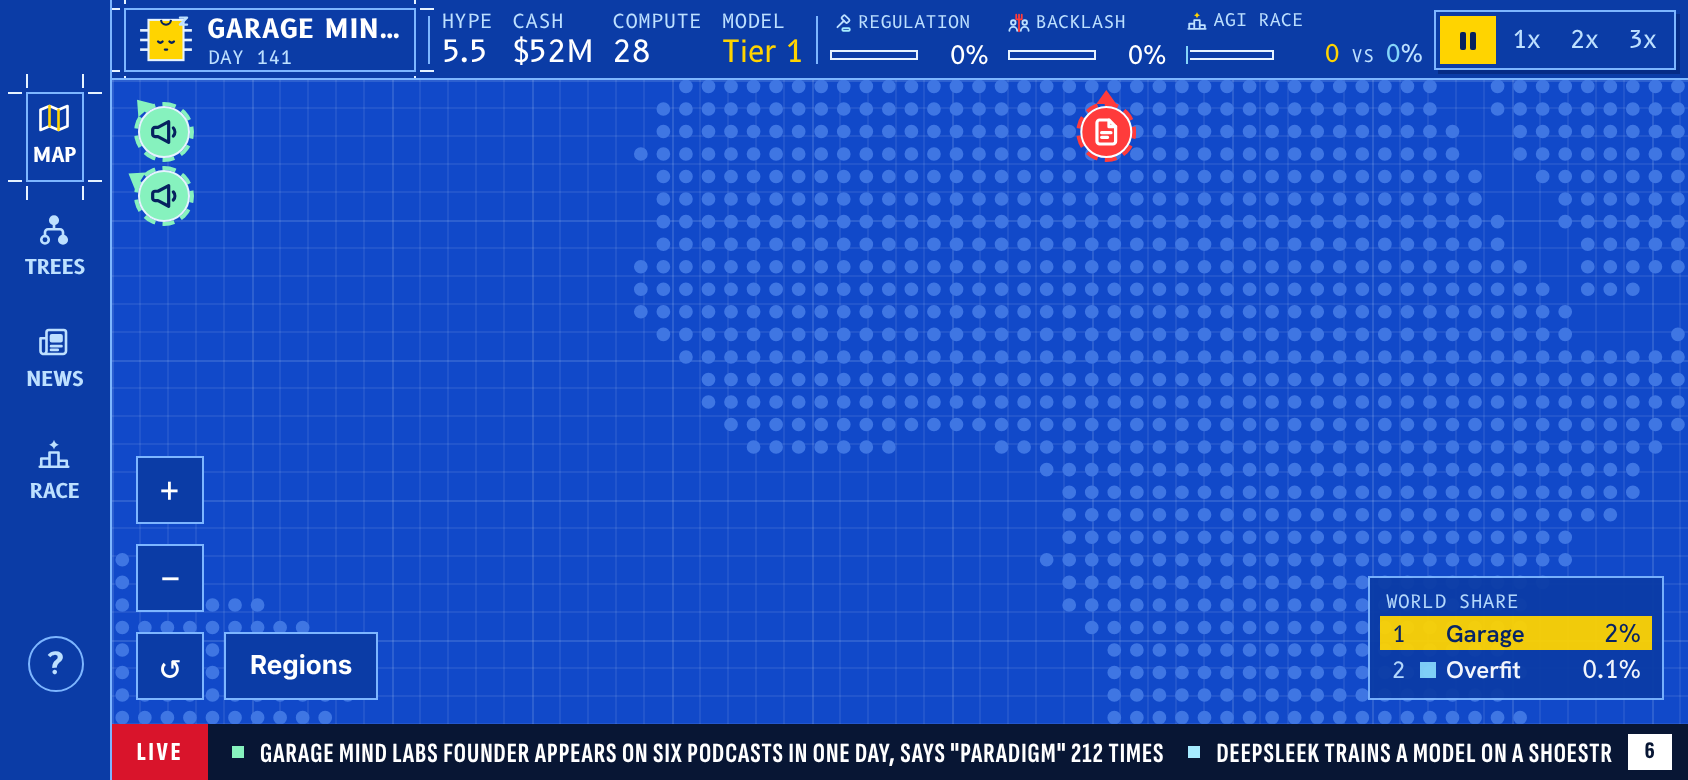 GARAGE MIN...
DAY 141
HYPE
5.5
CASH
$52M
COMPUTE
28
MODEL
Tier 1
REGULATION
0%
BACKLASH
0%
AGI RACE
0 VS 0%
1x
2x
3x
MAP
TREES
NEWS
RACE
?
+
−
↺
Regions
WORLD SHARE
1 Garage 2%
2 Overfit 0.1%
LIVE
GARAGE MIND LABS FOUNDER APPEARS ON SIX PODCASTS IN ONE DAY, SAYS "PARADIGM" 212 TIMES
DEEPSLEEK TRAINS A MODEL ON A SHOESTR
6